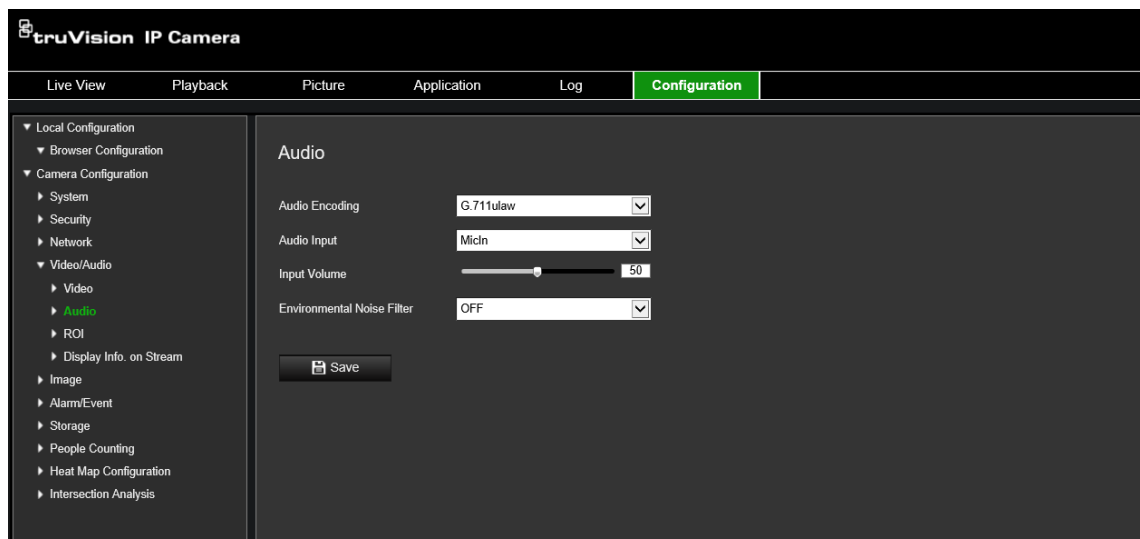 truVision IP Camera
Live View Playback Picture Application Log Configuration
Local Configuration
Browser Configuration
Camera Configuration
System
Security
Network
Video/Audio
Video
Audio
ROI
Display Info. on Stream
Image
Alarm/Event
Storage
People Counting
Heat Map Configuration
Intersection Analysis
Audio
Audio Encoding G.711ulaw
Audio Input MicIn
Input Volume 50
Environmental Noise Filter OFF
Save